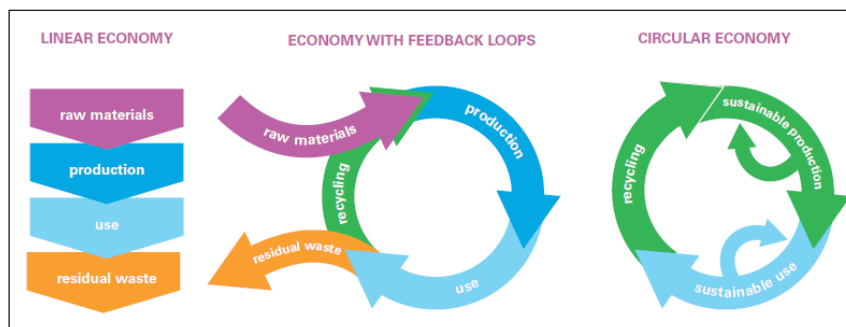 LINEAR ECONOMY
raw materials
production
use
residual waste
ECONOMY WITH FEEDBACK LOOPS
raw materials
production
recycling
residual waste
use
CIRCULAR ECONOMY
sustainable production
recycling
sustainable use